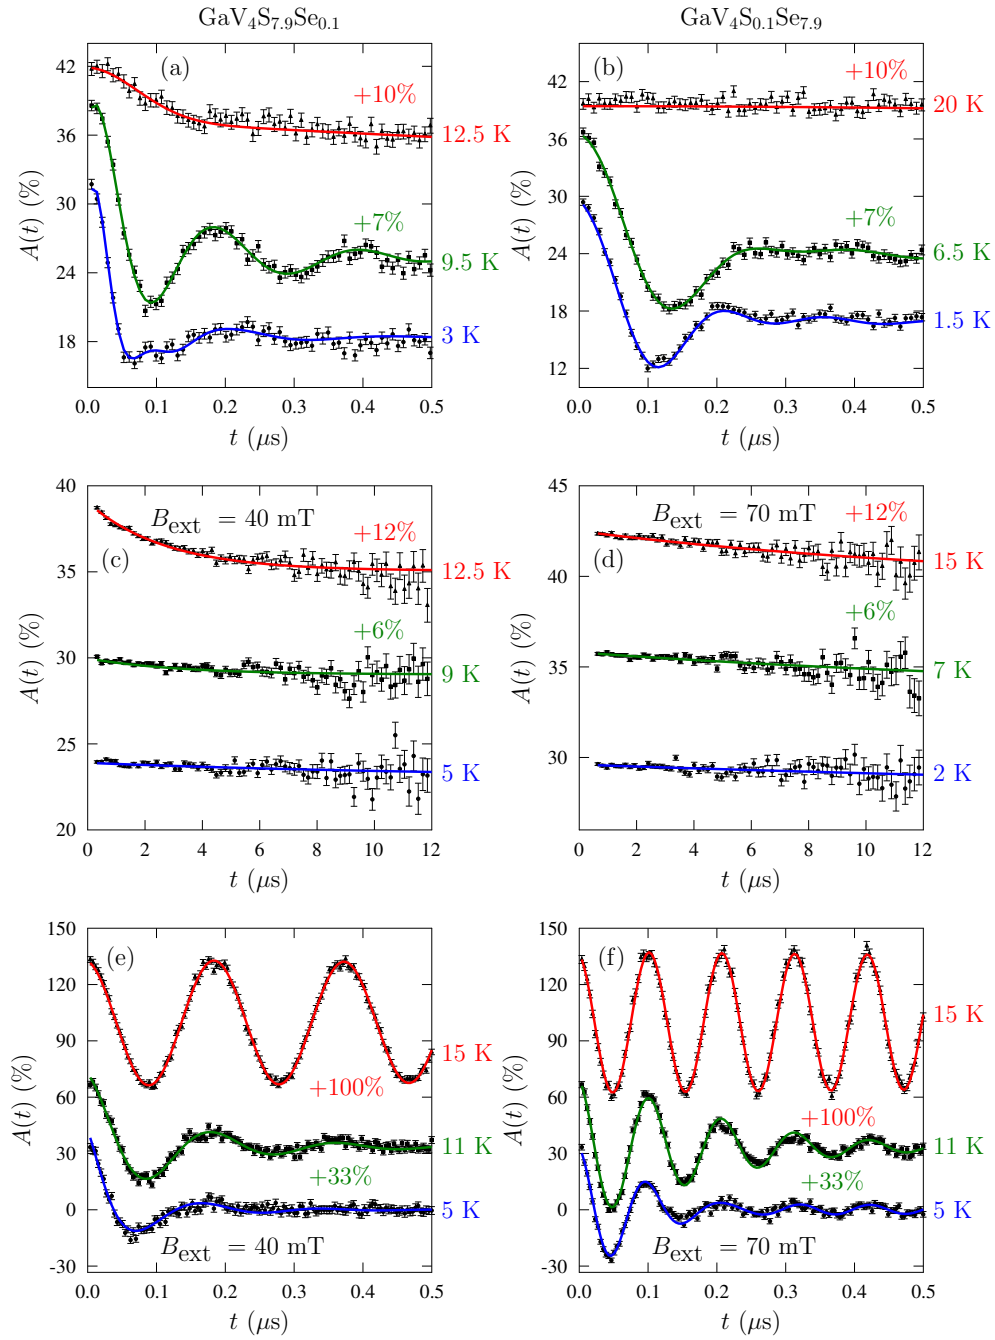 GaV₄S₇.₉Se₀.₁
GaV₄S₀.₁Se₇.₉
(a)
+10%
12.5 K
+7%
9.5 K
3 K
42
36
30
24
18
A(t) (%)
0.0 0.1 0.2 0.3 0.4 0.5
t (μs)
(b)
+10%
20 K
+7%
6.5 K
1.5 K
42
36
30
24
18
12
A(t) (%)
0.0 0.1 0.2 0.3 0.4 0.5
t (μs)
B_ext = 40 mT
(c)
+12%
12.5 K
+6%
9 K
5 K
40
35
30
25
20
A(t) (%)
0 2 4 6 8 10 12
t (μs)
B_ext = 70 mT
(d)
+12%
15 K
+6%
7 K
2 K
45
40
35
30
A(t) (%)
0 2 4 6 8 10 12
t (μs)
(e)
15 K
+100%
11 K
+33%
5 K
B_ext = 40 mT
150
120
90
60
30
0
-30
A(t) (%)
0.0 0.1 0.2 0.3 0.4 0.5
t (μs)
(f)
15 K
+100%
11 K
+33%
5 K
B_ext = 70 mT
150
120
90
60
30
0
-30
A(t) (%)
0.0 0.1 0.2 0.3 0.4 0.5
t (μs)